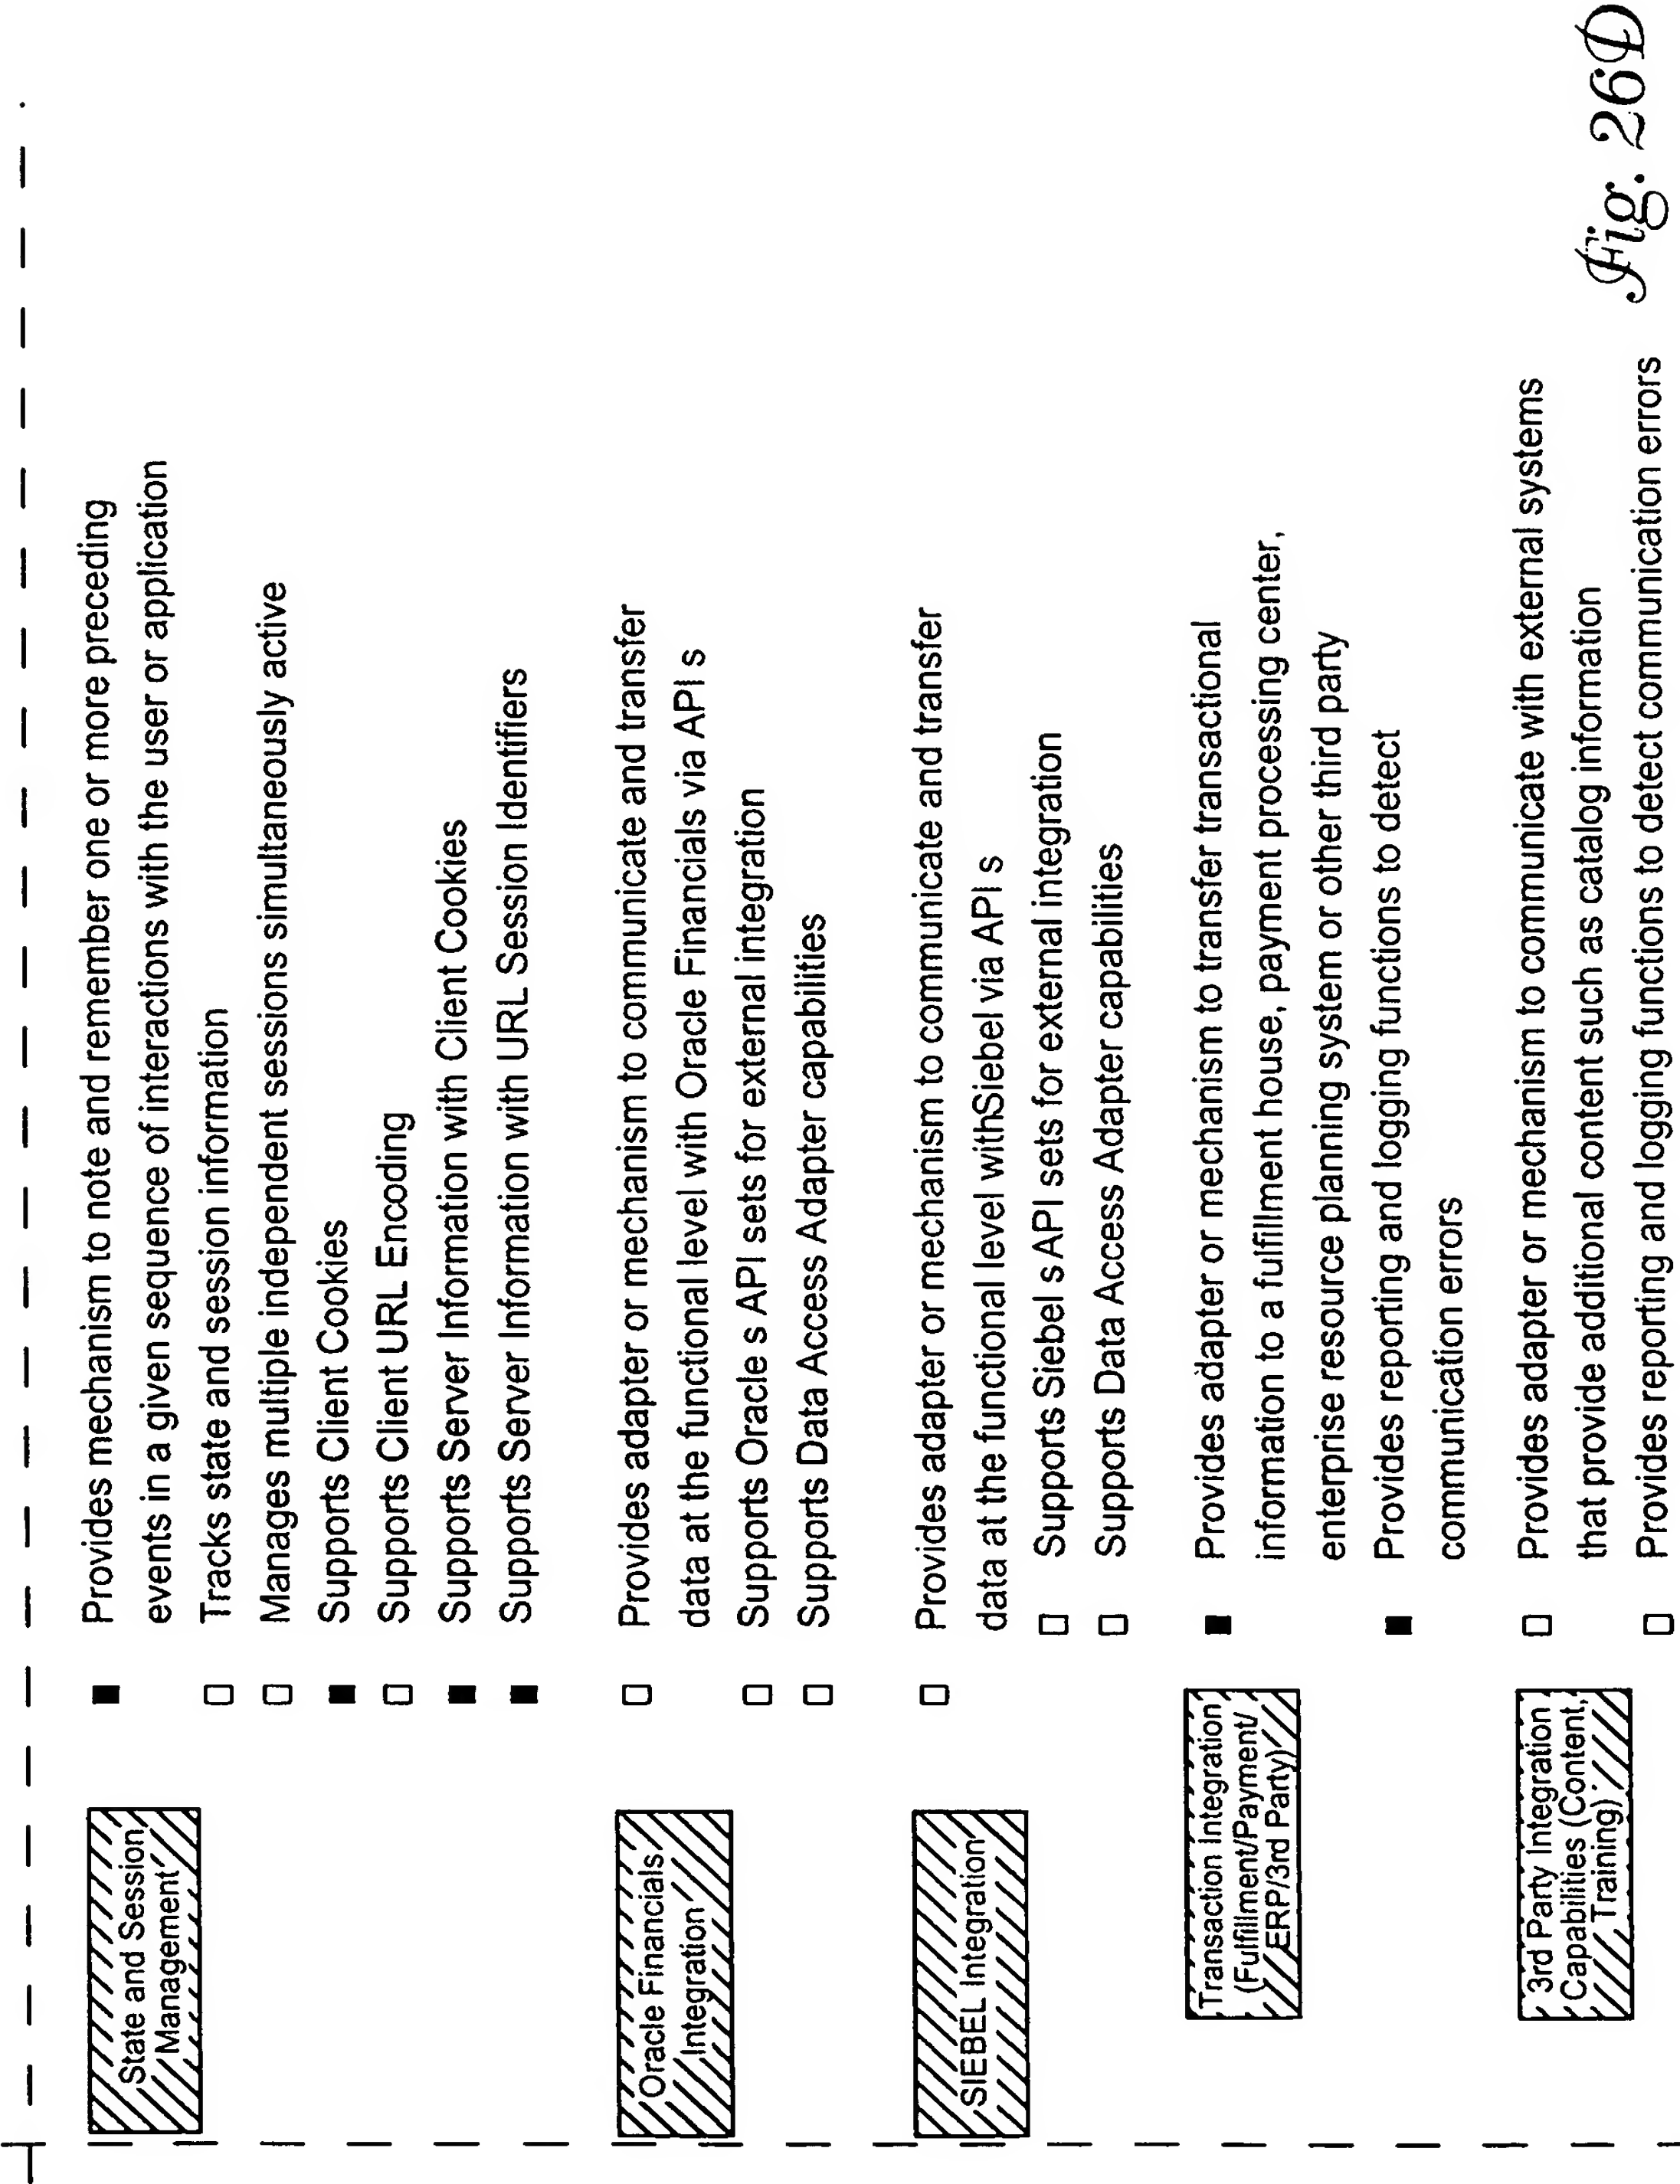 State and Session
Management
■ Provides mechanism to note and remember one or more preceding
events in a given sequence of interactions with the user or application
□ Tracks state and session information
□ Manages multiple independent sessions simultaneously active
■ Supports Client Cookies
□ Supports Client URL Encoding
■ Supports Server Information with Client Cookies
■ Supports Server Information with URL Session Identifiers
Oracle Financials
Integration
□ Provides adapter or mechanism to communicate and transfer
data at the functional level with Oracle Financials via API s
□ Supports Oracle s API sets for external integration
□ Supports Data Access Adapter capabilities
SIEBEL Integration
□ Provides adapter or mechanism to communicate and transfer
data at the functional level withSiebel via API s
□ Supports Siebel s API sets for external integration
□ Supports Data Access Adapter capabilities
Transaction Integration
(Fulfillment/Payment/
ERP/3rd Party)
■ Provides adapter or mechanism to transfer transactional
information to a fulfillment house, payment processing center,
enterprise resource planning system or other third party
■ Provides reporting and logging functions to detect
communication errors
3rd Party Integration
Capabilities (Content,
Training)
□ Provides adapter or mechanism to communicate with external systems
that provide additional content such as catalog information
□ Provides reporting and logging functions to detect communication errors
Fig. 26D